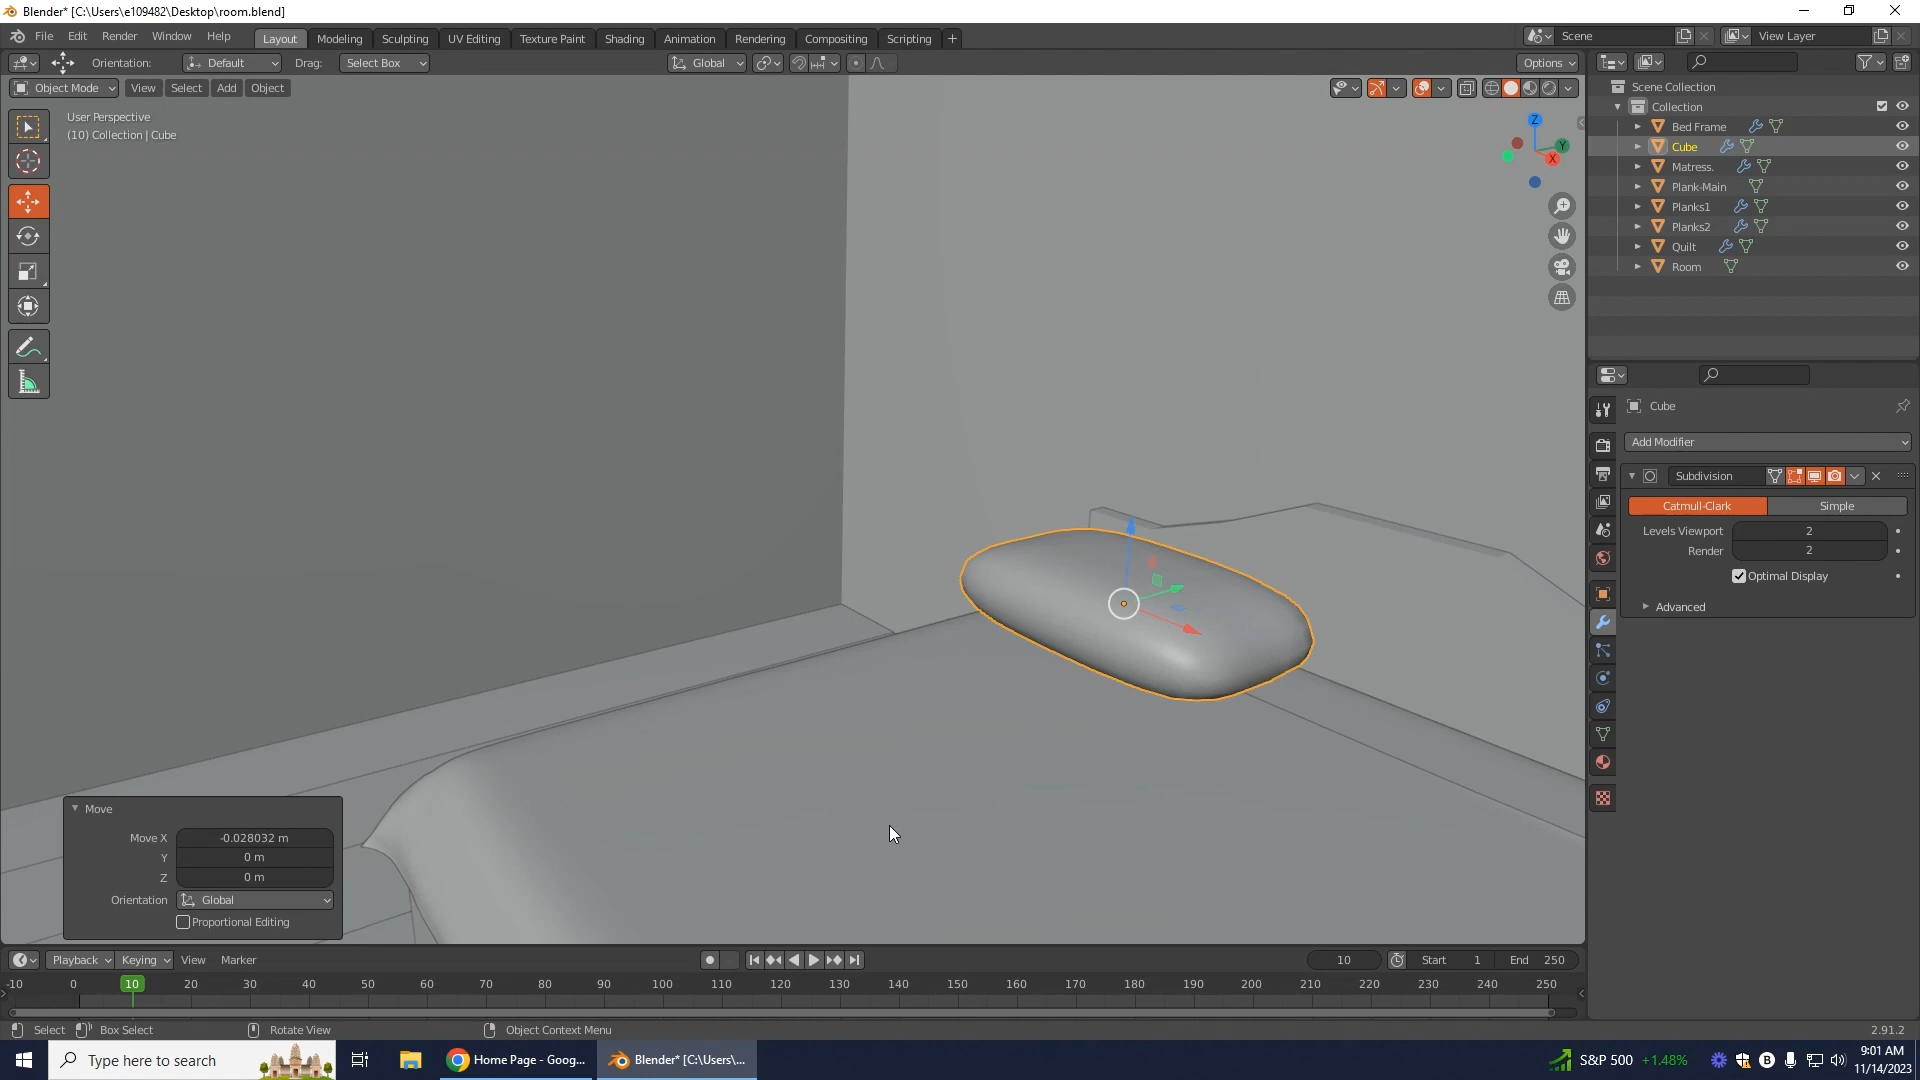 Blender* [C:\Users\e109482\Desktop\room.blend]
File Edit Render Window Help Layout Modeling Sculpting UV Editing Texture Paint Shading Animation Rendering Compositing Scripting + Scene View Layer
Orientation: Default Drag: Select Box Global Options
Object Mode View Select Add Object
User Perspective
(10) Collection | Cube
Z
Y
X
Scene Collection
Collection
Bed Frame
Cube
Matress.
Plank-Main
Planks1
Planks2
Quilt
Room
Cube
Add Modifier
Subdivision
Catmull-Clark Simple
Levels Viewport 2
Render 2
Optimal Display
Advanced
Move
Move X -0.028032 m
Y 0 m
Z 0 m
Orientation Global
Proportional Editing
Playback Keying View Marker 10 Start 1 End 250
-10 0 10 20 30 40 50 60 70 80 90 100 110 120 130 140 150 160 170 180 190 200 210 220 230 240 250
Select Box Select Rotate View Object Context Menu 2.91.2
Type here to search Home Page - Goog... Blender* [C:\Users\... S&P 500 +1.48% 9:01 AM
11/14/2023